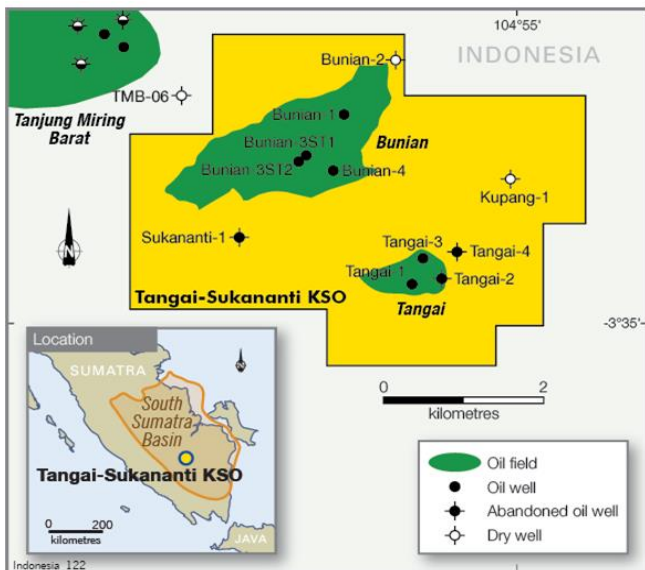 104°55'
INDONESIA
Bunian-2
TMB-06
Tanjung Miring
Barat
Bunian-1
Bunian
Bunian-3ST1
Bunian-3ST2
Bunian-4
Kupang-1
Sukananti-1
Tangai-3
Tangai-4
Tangai-1
Tangai-2
Tangai-Sukananti KSO
Tangai
-3°35'
N
0 2
kilometres
Location
N
SUMATRA
South
Sumatra
Basin
Tangai-Sukananti KSO
0 200
kilometres
JAVA
Oil field
Oil well
Abandoned oil well
Dry well
Indonesia 122